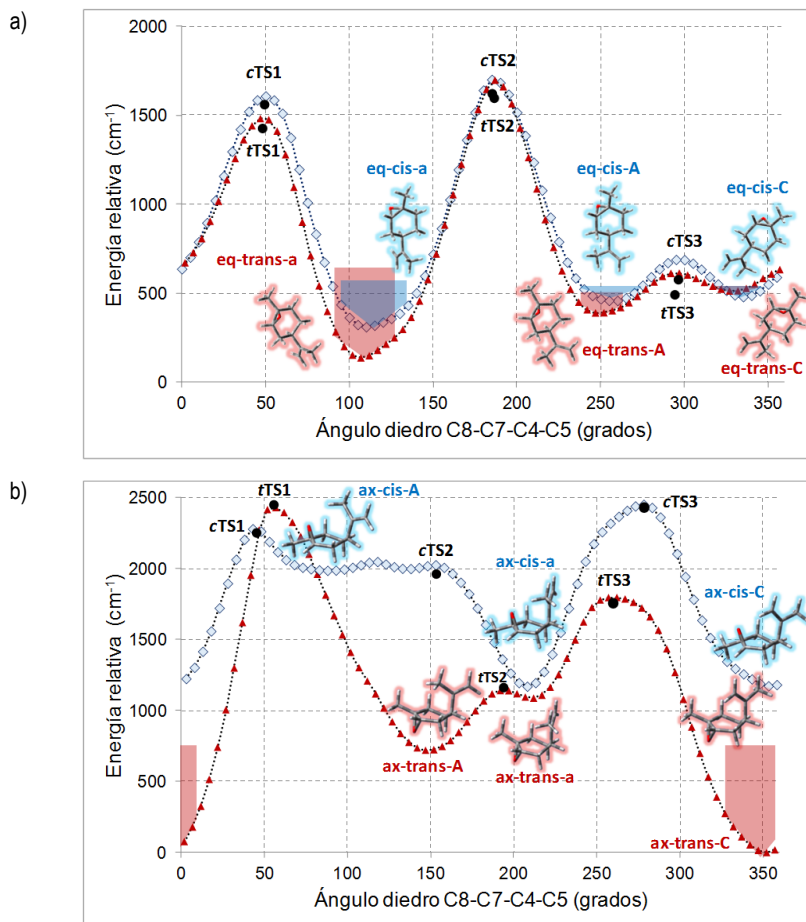 a)
2000
1500
1000
500
0
Energía relativa (cm⁻¹)
cTS1
tTS1
cTS2
tTS2
cTS3
tTS3
eq-cis-a
eq-cis-A
eq-cis-C
eq-trans-a
eq-trans-A
eq-trans-C
0 50 100 150 200 250 300 350
Ángulo diedro C8-C7-C4-C5 (grados)
b)
2500
2000
1500
1000
500
0
Energía relativa (cm⁻¹)
tTS1
cTS1
ax-cis-A
cTS2
ax-cis-a
cTS3
tTS3
ax-cis-C
tTS2
ax-trans-A
ax-trans-a
ax-trans-C
0 50 100 150 200 250 300 350
Ángulo diedro C8-C7-C4-C5 (grados)